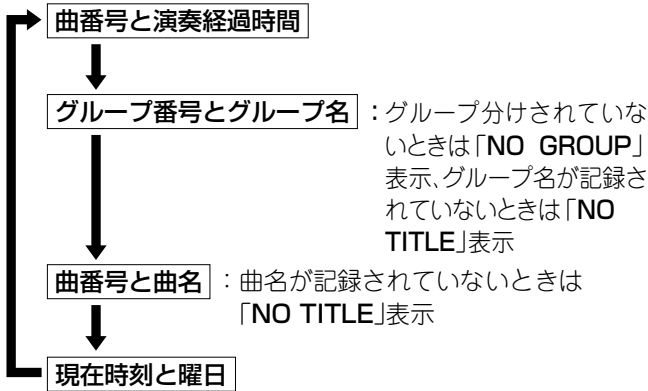 曲番号と演奏経過時間
グループ番号とグループ名 :グループ分けされていな
いときは「NO GROUP」
表示、グループ名が記録さ
れていないときは「NO
TITLE」表示
曲番号と曲名 :曲名が記録されていないときは
「NO TITLE」表示
現在時刻と曜日